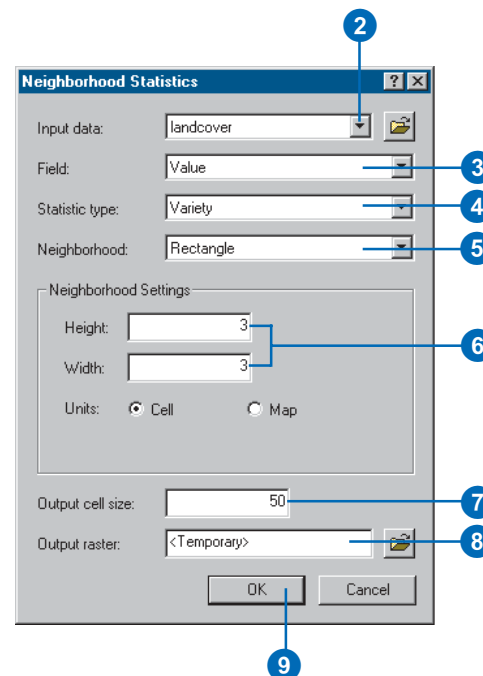 2
Neighborhood Statistics
Input data: landcover
Field: Value 3
Statistic type: Variety 4
Neighborhood: Rectangle 5
Neighborhood Settings
Height: 3
6
Width: 3
Units: Cell Map
Output cell size: 50 7
Output raster: <Temporary> 8
OK Cancel
9